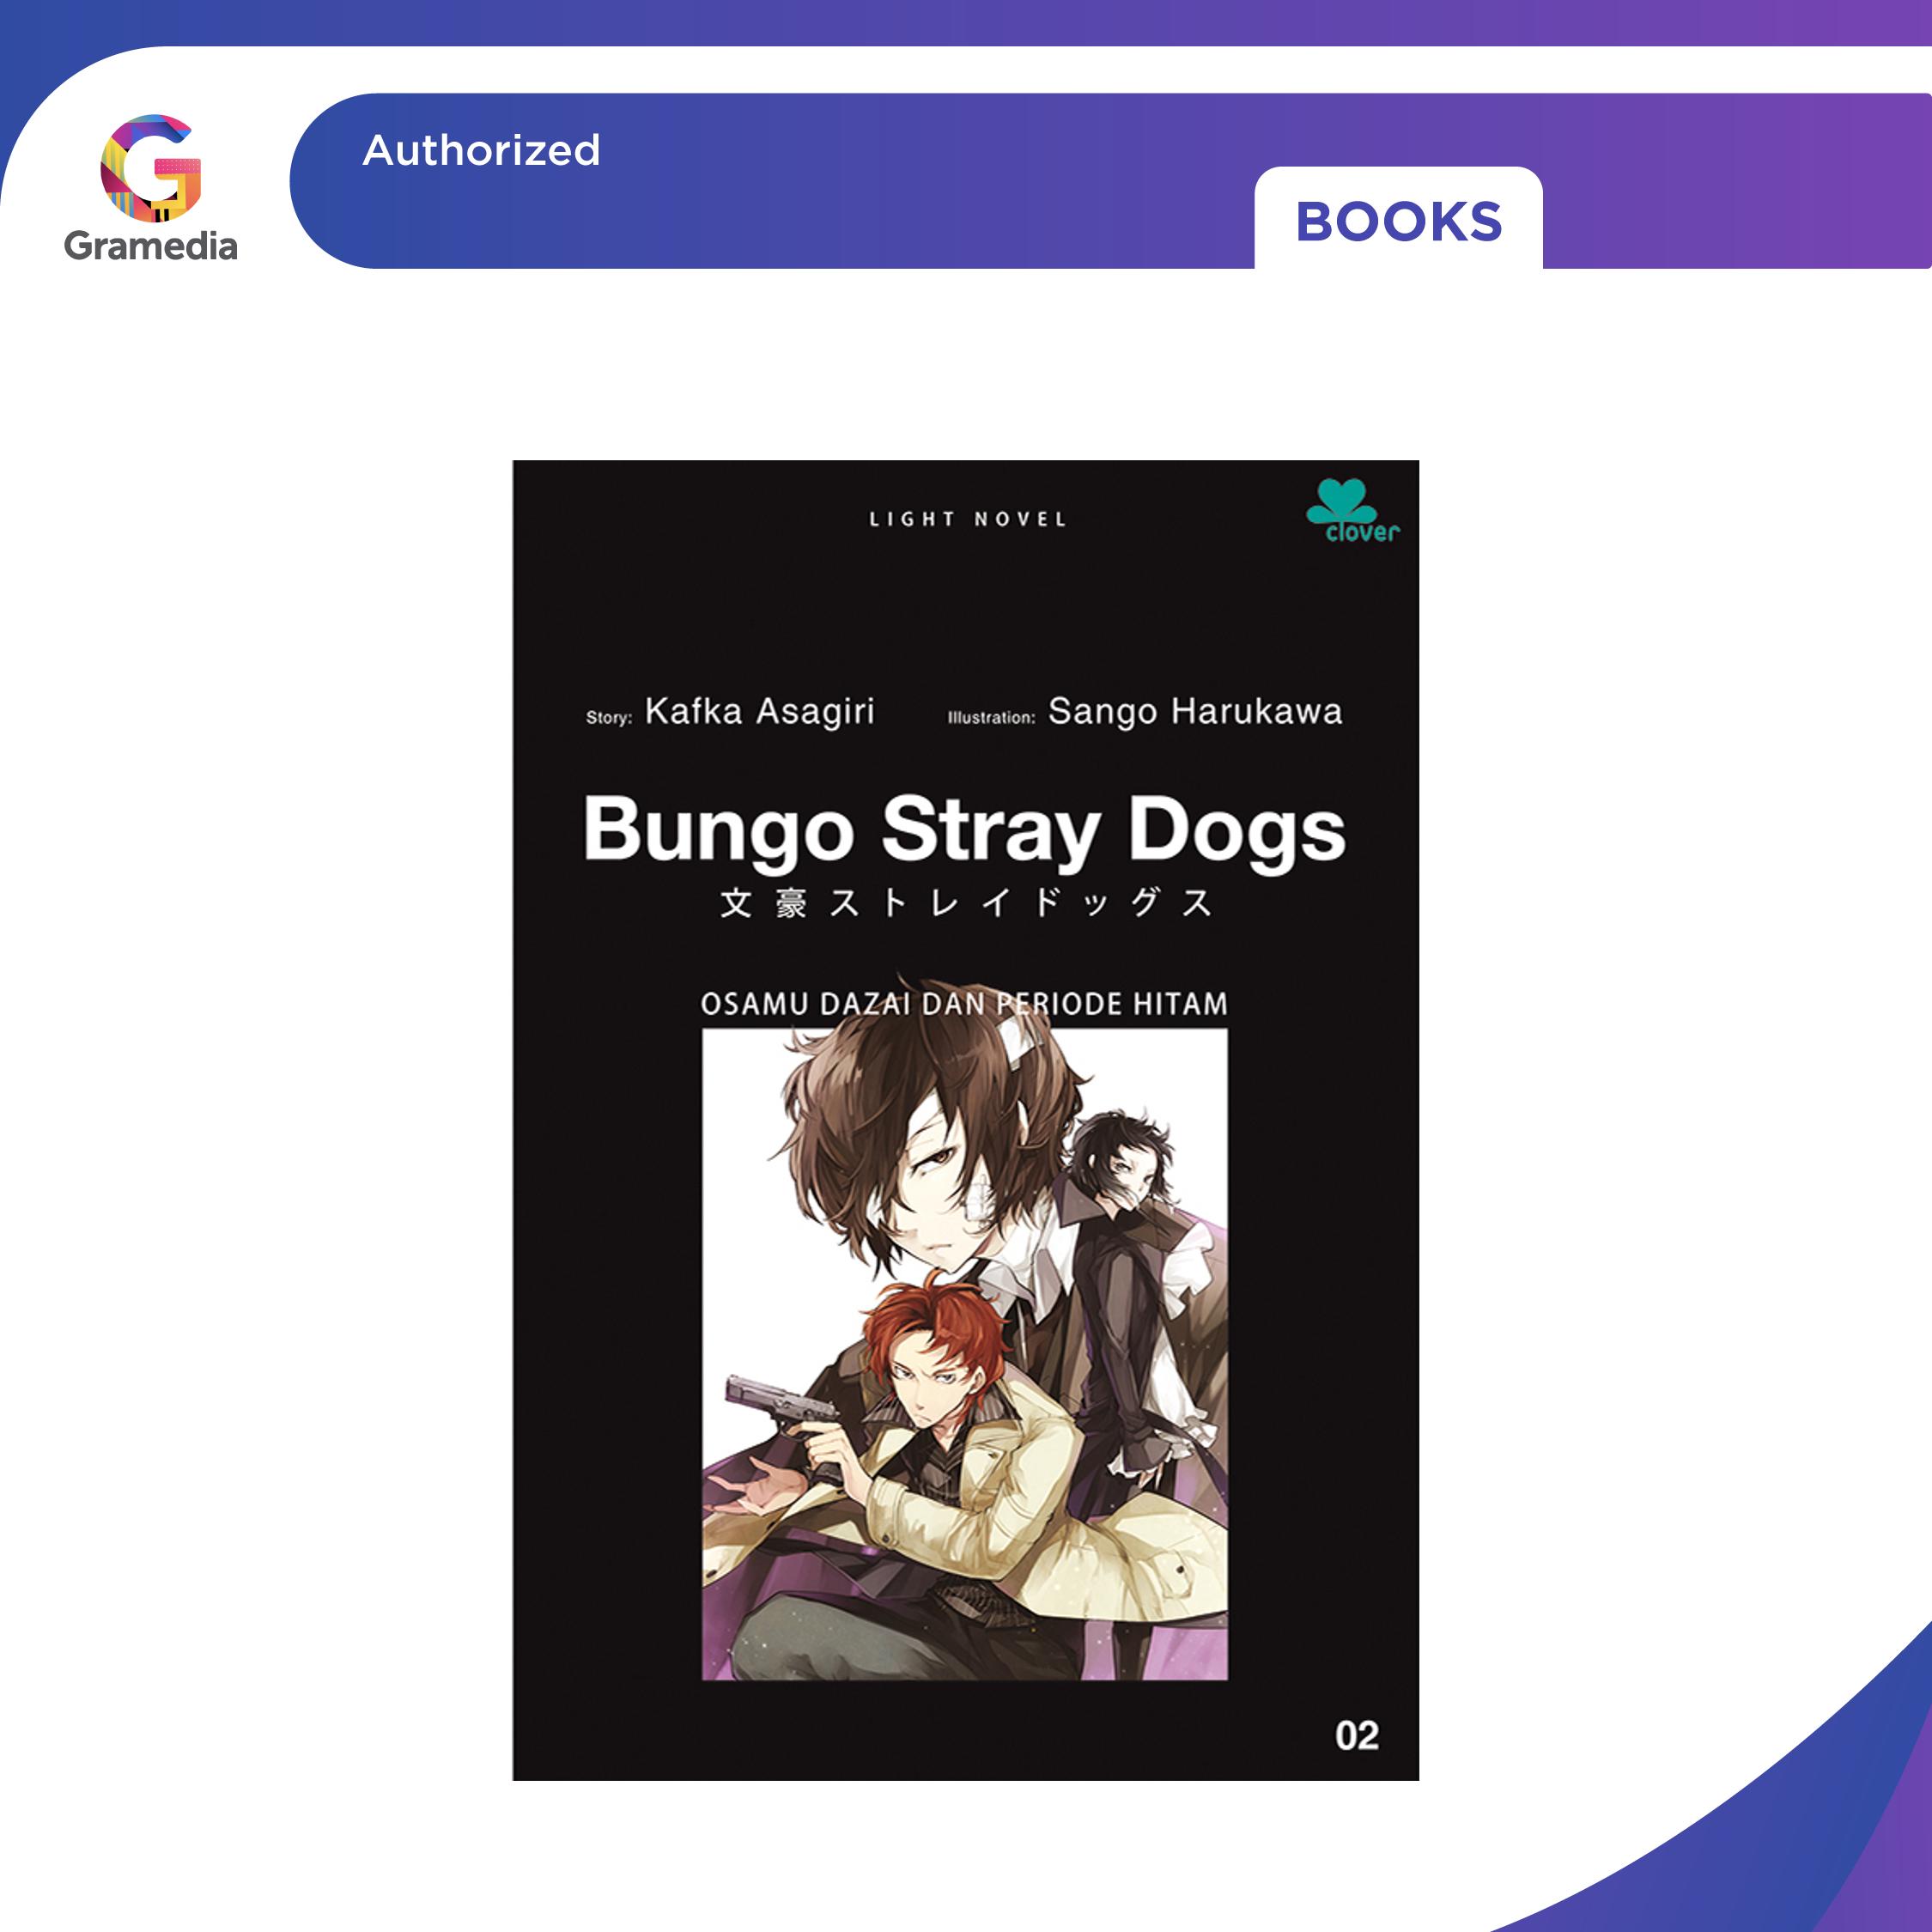 Authorized
Gramedia
BOOKS
LIGHT NOVEL
clover
Story: Kafka Asagiri
Illustration: Sango Harukawa
Bungo Stray Dogs
文豪ストレイドッグス
OSAMU DAZAI DAN PERIODE HITAM
02